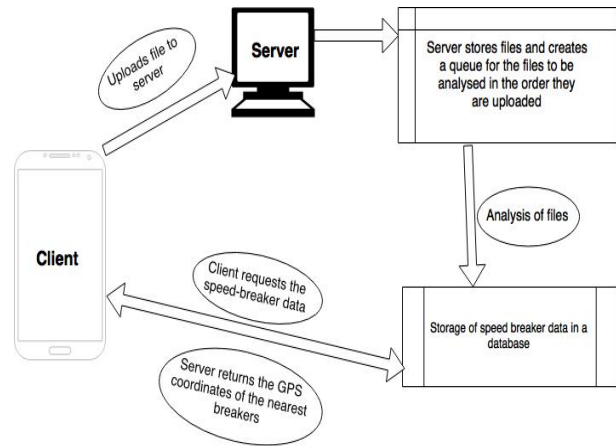 Uploads file to
server
Server
Server stores files and creates
a queue for the files to be
analysed in the order they
are uploaded
Client
Analysis of files
Client requests the
speed-breaker data
Storage of speed breaker data in a
database
Server returns the GPS
coordinates of the nearest
breakers